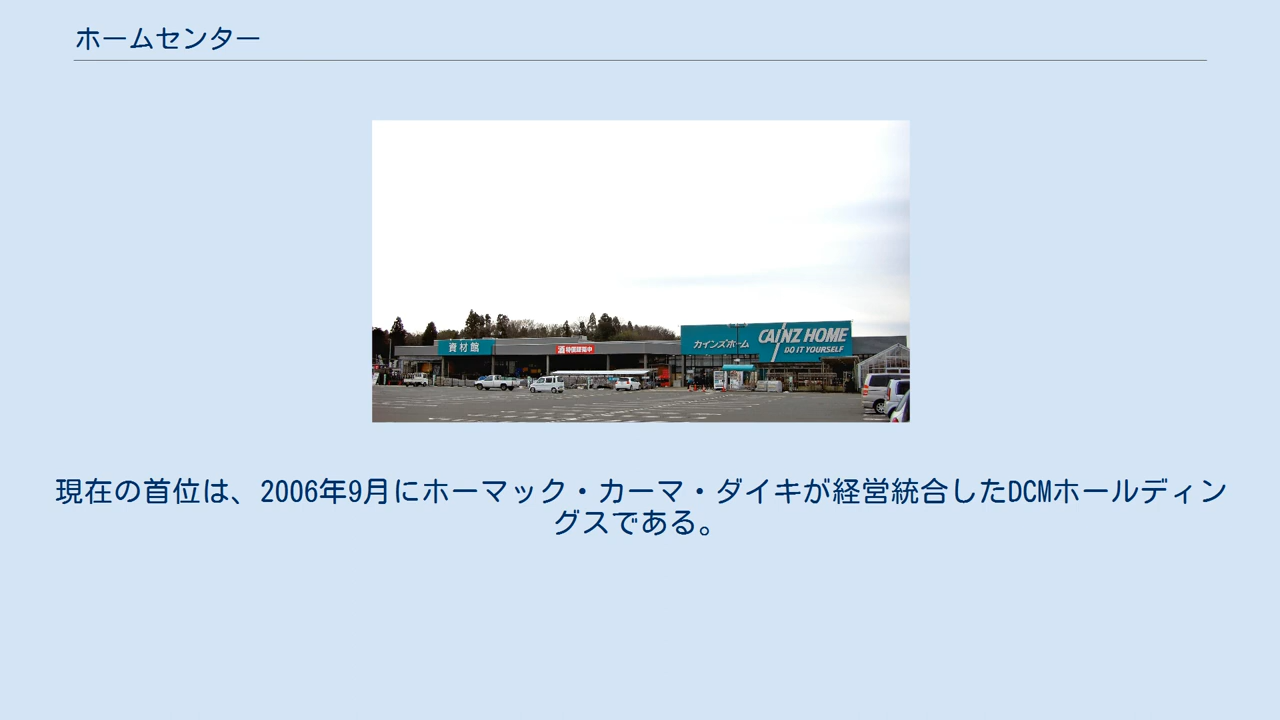 ホームセンター
資材館
カインズホーム
CAINZ HOME
DO IT YOURSELF
現在の首位は、2006年9月にホーマック・カーマ・ダイキが経営統合したDCMホールディン
グスである。